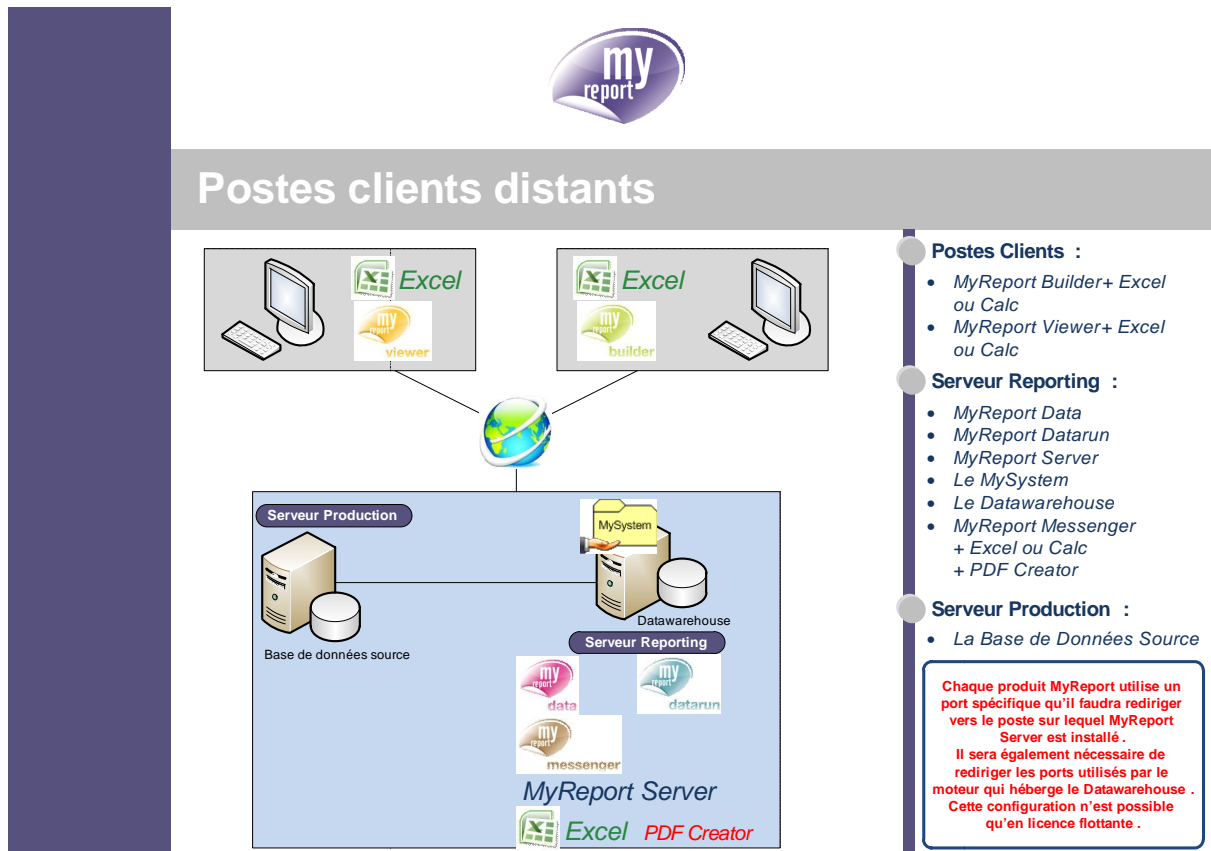 my
report
Postes clients distants
Excel
my
report
viewer
Excel
my
report
builder
Serveur Production
MySystem
Base de données source
Datawarehouse
Serveur Reporting
my
report
data
my
report
datarun
my
report
messenger
MyReport Server
Excel PDF Creator
Postes Clients :
• MyReport Builder+ Excel
ou Calc
• MyReport Viewer+ Excel
ou Calc
Serveur Reporting :
• MyReport Data
• MyReport Datarun
• MyReport Server
• Le MySystem
• Le Datawarehouse
• MyReport Messenger
+ Excel ou Calc
+ PDF Creator
Serveur Production :
• La Base de Données Source
Chaque produit MyReport utilise un
port spécifique qu’il faudra rediriger
vers le poste sur lequel MyReport
Server est installé .
Il sera également nécessaire de
rediriger les ports utilisés par le
moteur qui héberge le Datawarehouse .
Cette configuration n’est possible
qu’en licence flottante .